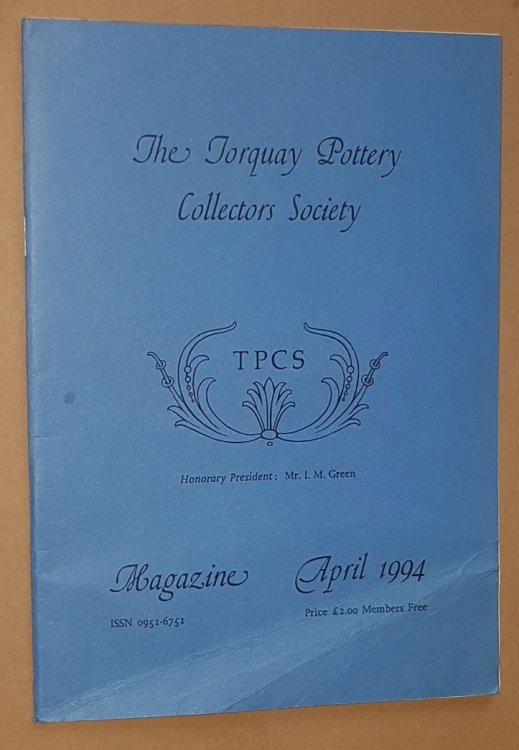 The Torquay Pottery
Collectors Society
TPCS
Honorary President: Mr. I. M. Green
Magazine
April 1994
ISSN 0951-6751
Price £2.00 Members Free